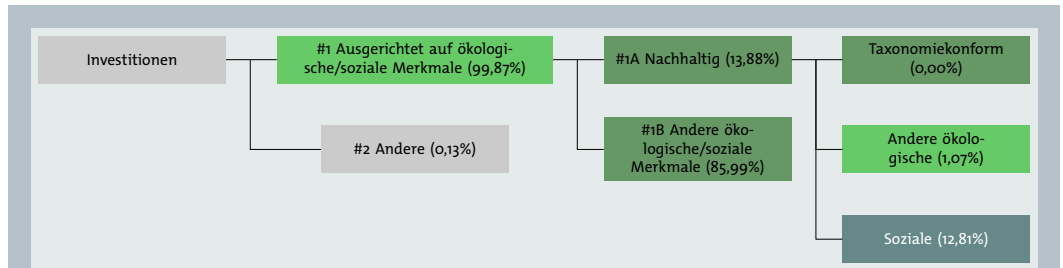 Investitionen
#1 Ausgerichtet auf ökologi-
sche/soziale Merkmale (99,87%)
#2 Andere (0,13%)
#1A Nachhaltig (13,88%)
#1B Andere öko-
logische/soziale
Merkmale (85,99%)
Taxonomiekonform
(0,00%)
Andere ökolo-
gische (1,07%)
Soziale (12,81%)